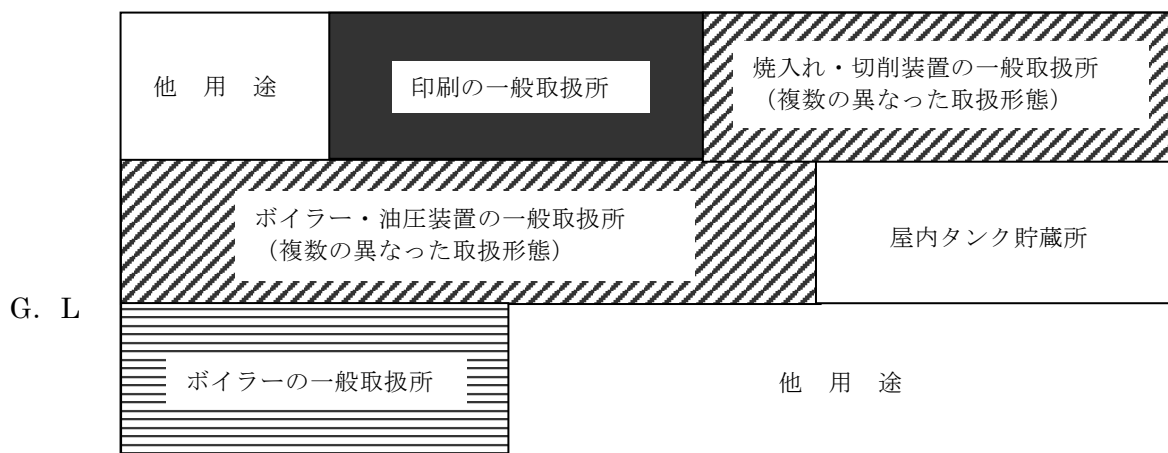 他 用 途
印刷の一般取扱所
焼入れ・切削装置の一般取扱所
（複数の異なった取扱形態）
ボイラー・油圧装置の一般取扱所
（複数の異なった取扱形態）
屋内タンク貯蔵所
G. L
ボイラーの一般取扱所
他 用 途